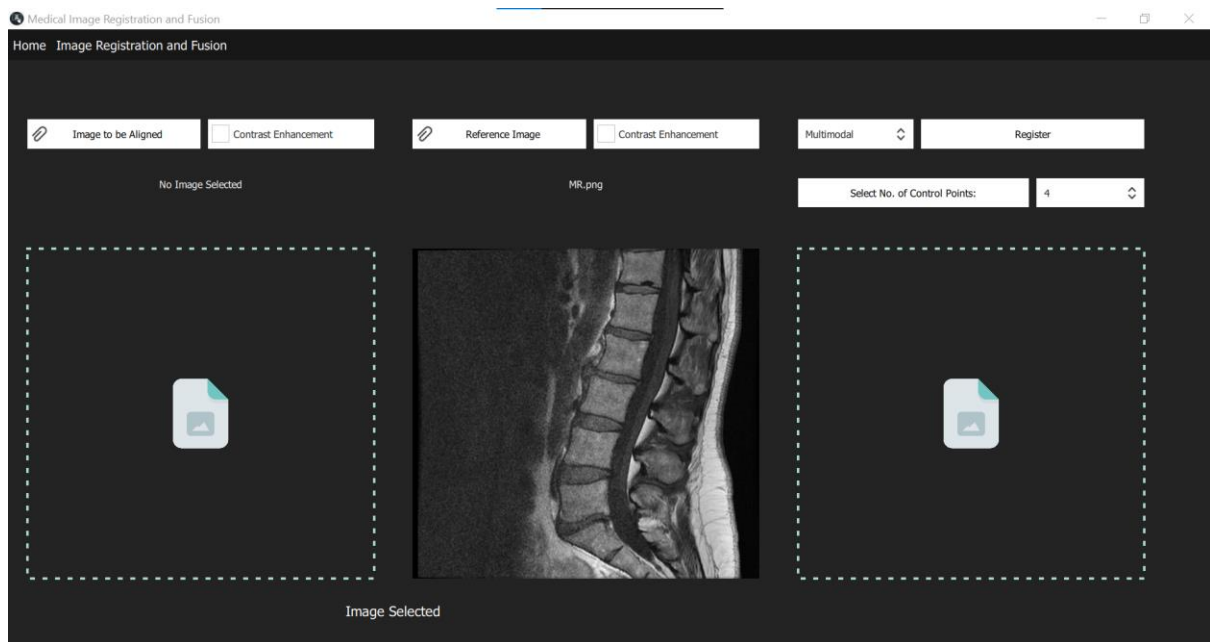 Medical Image Registration and Fusion
Home Image Registration and Fusion
Image to be Aligned Contrast Enhancement Reference Image Contrast Enhancement Multimodal Register
No Image Selected MR.png Select No. of Control Points: 4
Image Selected